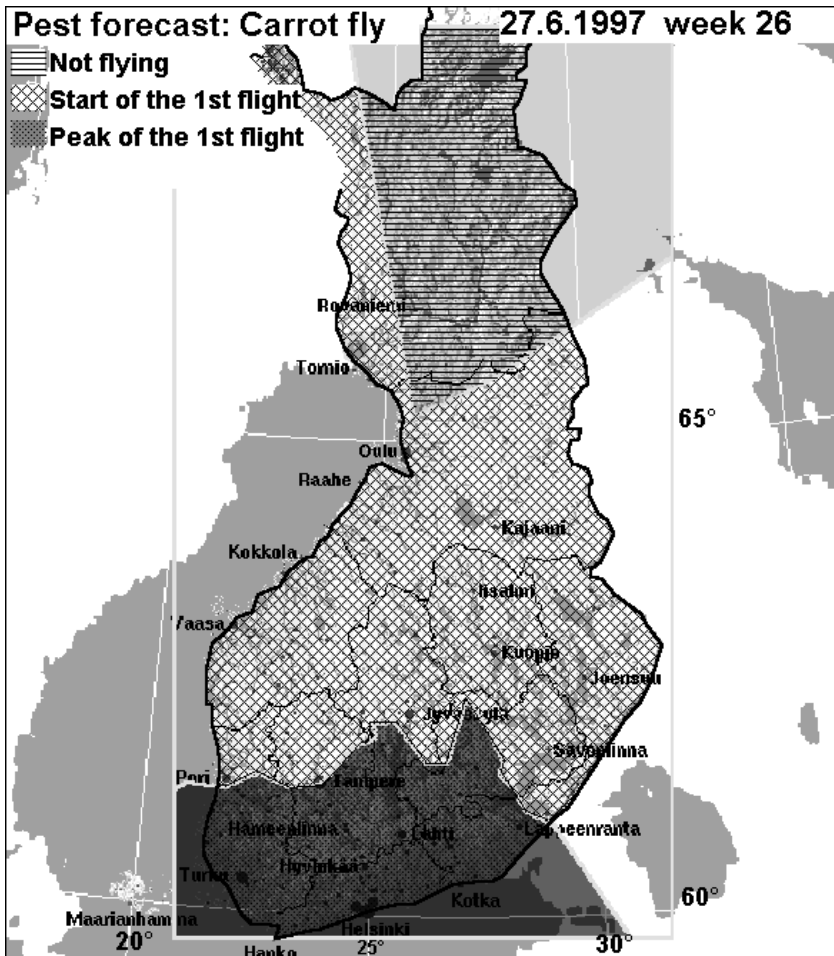 Pest forecast: Carrot fly 27.6.1997 week 26
Not flying
Start of the 1st flight
Peak of the 1st flight
Rovaniemi
Tornio
65°
Oulu
Raahe
Kajaani
Kokkola
Iisalmi
Vaasa
Kuopio
Joensuu
Jyväskylä
Savonlinna
Pori
Tampere
Hämeenlinna
Lahti
Lappeenranta
Hyvinkää
Turku
Kotka
60°
Maarianhamina
Helsinki
20°
25°
30°
Hanko